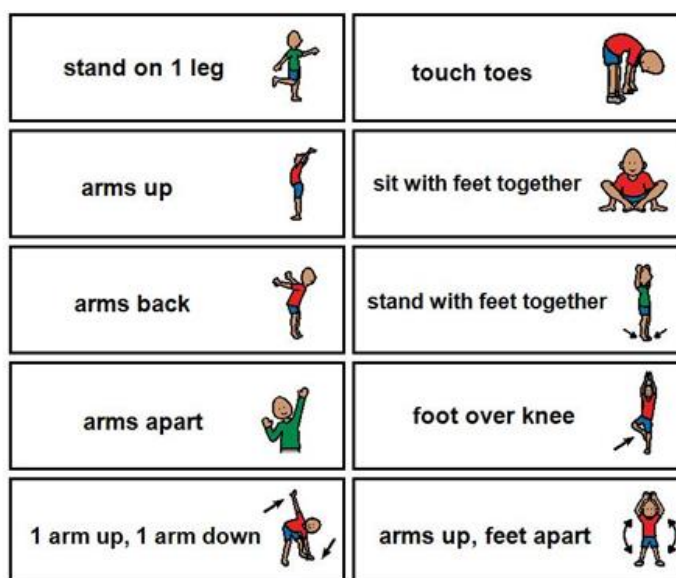 stand on 1 leg
touch toes
arms up
sit with feet together
arms back
stand with feet together
arms apart
foot over knee
1 arm up, 1 arm down
arms up, feet apart